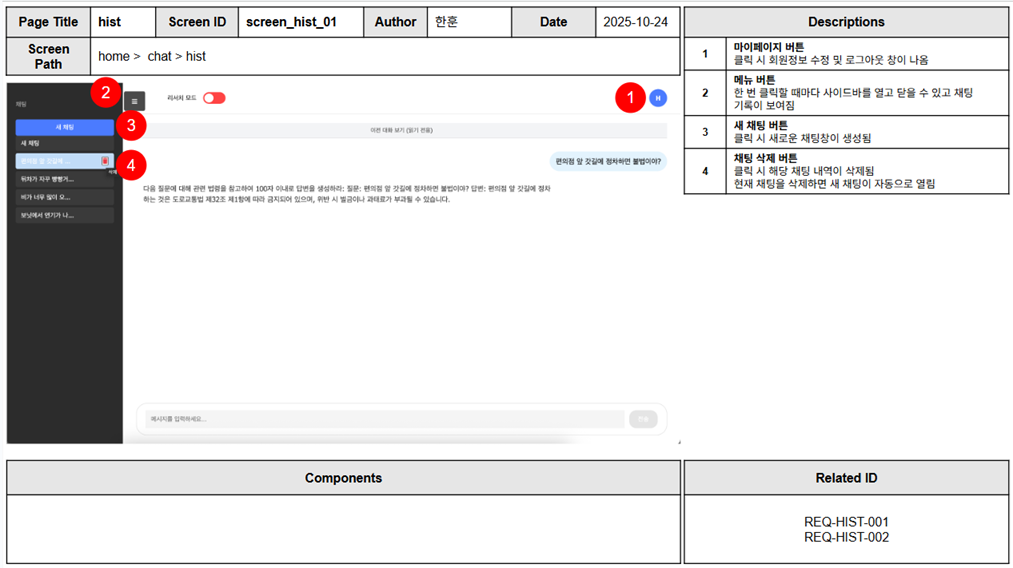 Page Title hist Screen ID screen_hist_01 Author 한훈 Date 2025-10-24
Screen Path home > chat > hist
Descriptions
1 마이페이지 버튼
클릭 시 회원정보 수정 및 로그아웃 창이 나옴
2 메뉴 버튼
한 번 클릭할 때마다 사이드바를 열고 닫을 수 있고 채팅
기록이 보여짐
3 새 채팅 버튼
클릭 시 새로운 채팅창이 생성됨
4 채팅 삭제 버튼
클릭 시 해당 채팅 내역이 삭제됨
현재 채팅을 삭제하면 새 채팅이 자동으로 열림
채팅
2
리서처 모드
1
H
새 채팅
3
새 채팅
편의점 앞 갓길에 ...
4
삭제
뒤차가 자꾸 빵빵거...
비가 너무 많이 오...
보닛에서 연기가 나...
이전 대화 보기 (읽기 전용)
편의점 앞 갓길에 정차하면 불법이야?
다음 질문에 대해 관련 법령을 참고하여 100자 이내로 답변을 생성하라: 질문: 편의점 앞 갓길에 정차하면 불법이야? 답변: 편의점 앞 갓길에 정차
하는 것은 도로교통법 제32조 제1항에 따라 금지되어 있으며, 위반 시 벌금이나 과태료가 부과될 수 있습니다.
메시지를 입력하세요...
전송
Components
Related ID
REQ-HIST-001
REQ-HIST-002